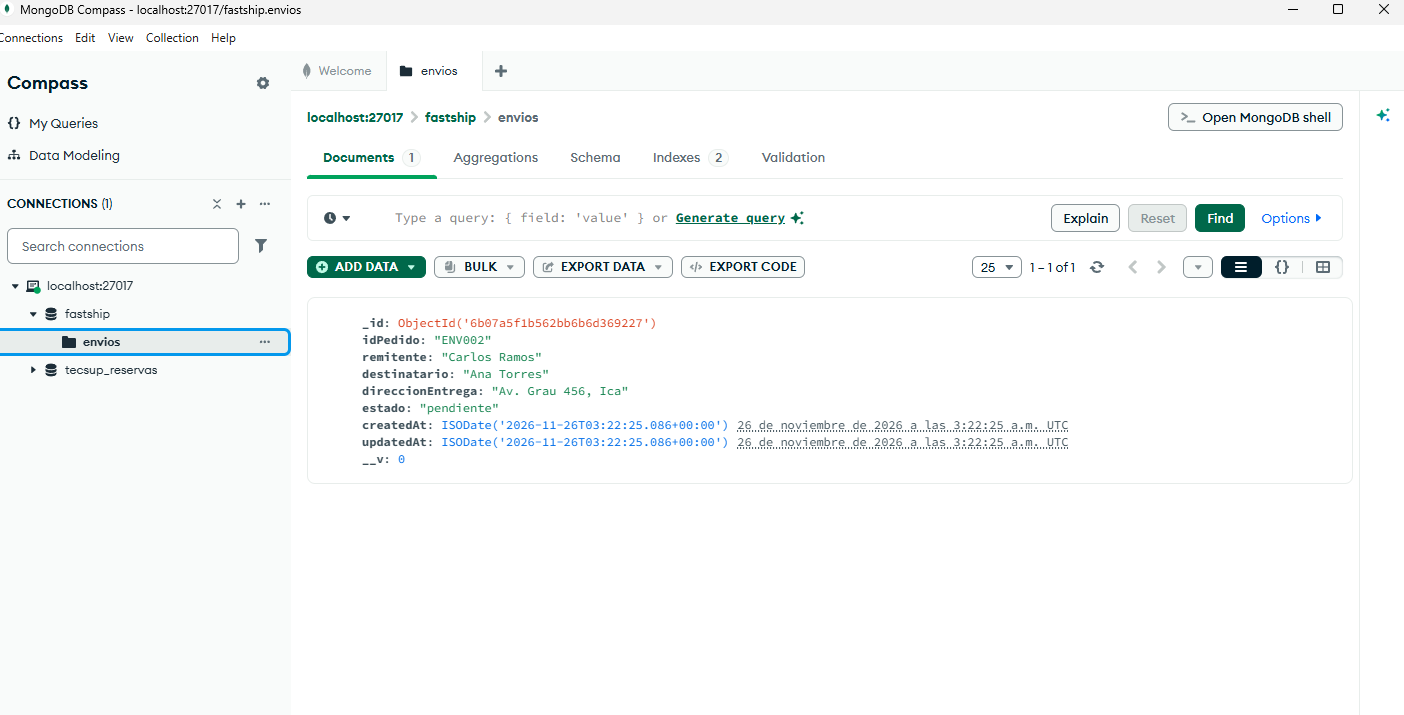 MongoDB Compass - localhost:27017/fastship.envios
Connections Edit View Collection Help
Compass
My Queries
Data Modeling
CONNECTIONS (1)
Search connections
localhost:27017
fastship
envios
tecsup_reservas
Welcome
envios
localhost:27017 > fastship > envios
Open MongoDB shell
Documents 1 Aggregations Schema Indexes 2 Validation
Type a query: { field: 'value' } or Generate query
Explain Reset Find Options
ADD DATA BULK EXPORT DATA EXPORT CODE
25 1 – 1 of 1
_id: ObjectId('6b07a5f1b562bb6b6d369227')
idPedido: "ENV002"
remitente: "Carlos Ramos"
destinatario: "Ana Torres"
direccionEntrega: "Av. Grau 456, Ica"
estado: "pendiente"
createdAt: ISODate('2026-11-26T03:22:25.086+00:00') 26 de noviembre de 2026 a las 3:22:25 a.m. UTC
updatedAt: ISODate('2026-11-26T03:22:25.086+00:00') 26 de noviembre de 2026 a las 3:22:25 a.m. UTC
__v: 0